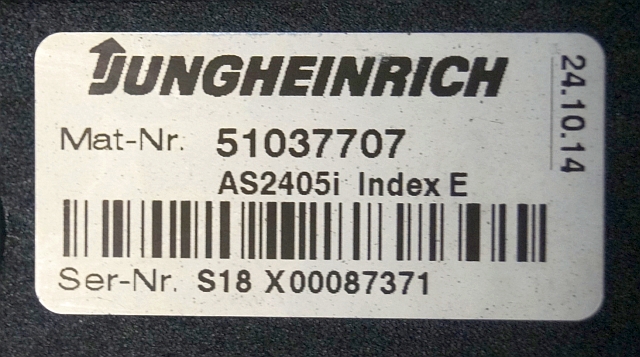 JUNGHEINRICH
24.10.14
Mat-Nr. 51037707
AS2405i Index E
Ser-Nr. S18 X00087371